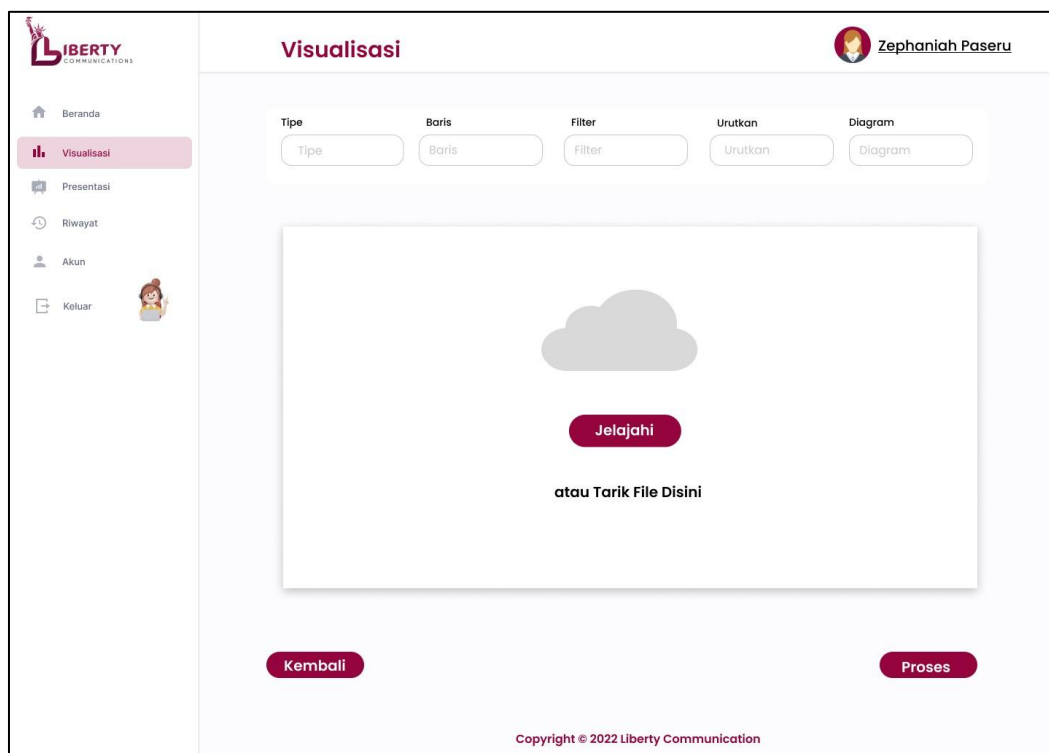 LIBERTY
COMMUNICATIONS
Visualisasi
Zephaniah Paseru
Beranda
Visualisasi
Presentasi
Riwayat
Akun
Keluar
Tipe
Baris
Filter
Urutkan
Diagram
Tipe
Baris
Filter
Urutkan
Diagram
Jelajahi
atau Tarik File Disini
Kembali
Proses
Copyright © 2022 Liberty Communication